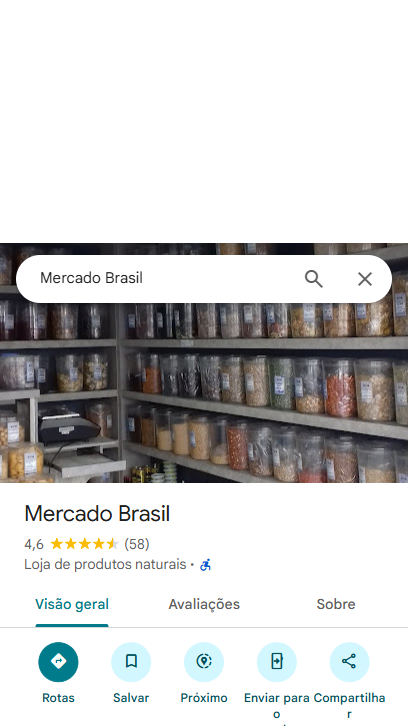 Mercado Brasil
Mercado Brasil
4,6 (58)
Loja de produtos naturais ·
Visão geral Avaliações Sobre
Rotas Salvar Próximo Enviar para o Compartilhar